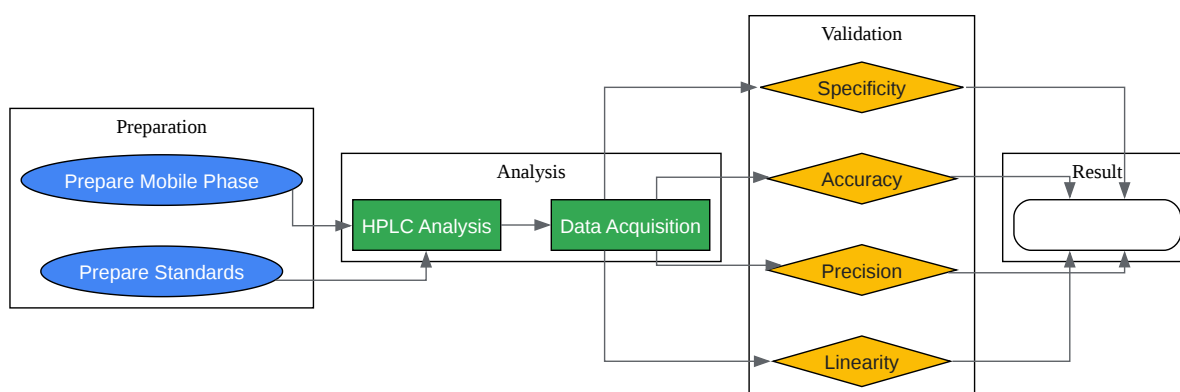 Preparation
Prepare Mobile Phase
Prepare Standards
Analysis
HPLC Analysis
Data Acquisition
Validation
Specificity
Accuracy
Precision
Linearity
Result